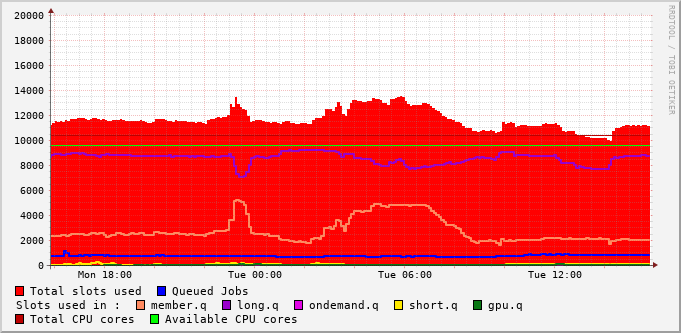 20000
18000
16000
14000
12000
10000
8000
6000
4000
2000
0
Mon 18:00 Tue 00:00 Tue 06:00 Tue 12:00
RRDTOOL / TOBI OETIKER
Total slots used Queued Jobs
Slots used in : member.q long.q ondemand.q short.q gpu.q
Total CPU cores Available CPU cores